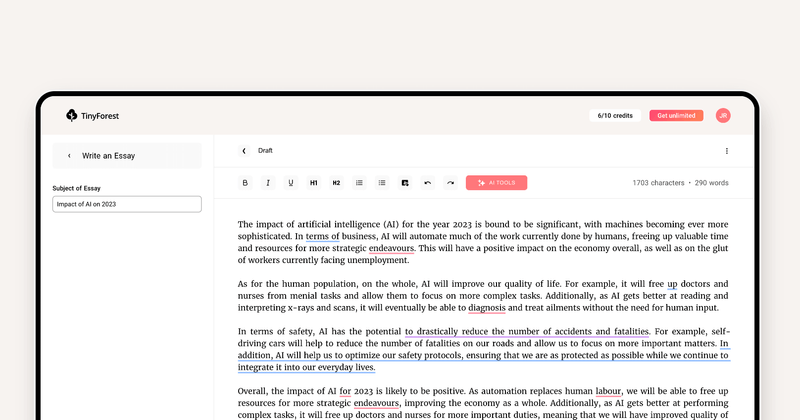 TinyForest
6/10 credits
Get unlimited
JR
Write an Essay
Draft
Subject of Essay
Impact of AI on 2023
B I U H1 H2 AI TOOLS
1703 characters • 290 words
The impact of artificial intelligence (AI) for the year 2023 is bound to be significant, with machines becoming ever more
sophisticated. In terms of business, AI will automate much of the work currently done by humans, freeing up valuable time
and resources for more strategic endeavours. This will have a positive impact on the economy overall, as well as on the glut
of workers currently facing unemployment.
As for the human population, on the whole, AI will improve our quality of life. For example, it will free up doctors and
nurses from menial tasks and allow them to focus on more complex tasks. Additionally, as AI gets better at reading and
interpreting x-rays and scans, it will eventually be able to diagnosis and treat ailments without the need for human input.
In terms of safety, AI has the potential to drastically reduce the number of accidents and fatalities. For example, self-
driving cars will help to reduce the number of fatalities on our roads and allow us to focus on more important matters. In
addition, AI will help us to optimize our safety protocols, ensuring that we are as protected as possible while we continue to
integrate it into our everyday lives.
Overall, the impact of AI for 2023 is likely to be positive. As automation replaces human labour, we will be able to free up
resources for more strategic endeavours, improving the economy as a whole. Additionally, as AI gets better at performing
complex tasks, it will free up doctors and nurses for more important duties, meaning that we will have improved quality of